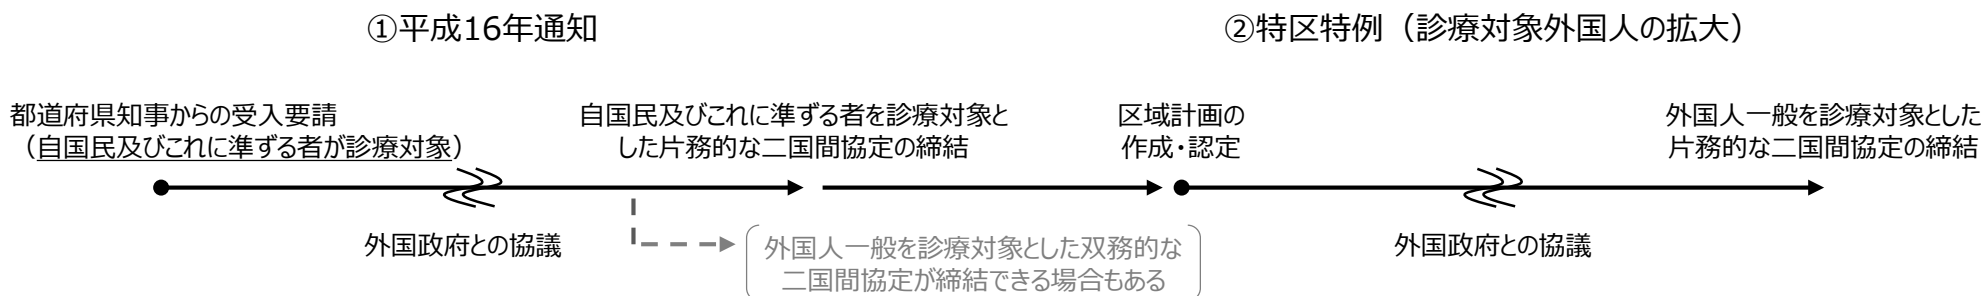 ①平成16年通知
②特区特例（診療対象外国人の拡大）
都道府県知事からの受入要請
（自国民及びこれに準ずる者が診療対象）
自国民及びこれに準ずる者を診療対象と
した片務的な二国間協定の締結
区域計画の
作成・認定
外国人一般を診療対象とした
片務的な二国間協定の締結
外国政府との協議
外国人一般を診療対象とした双務的な
二国間協定が締結できる場合もある
外国政府との協議